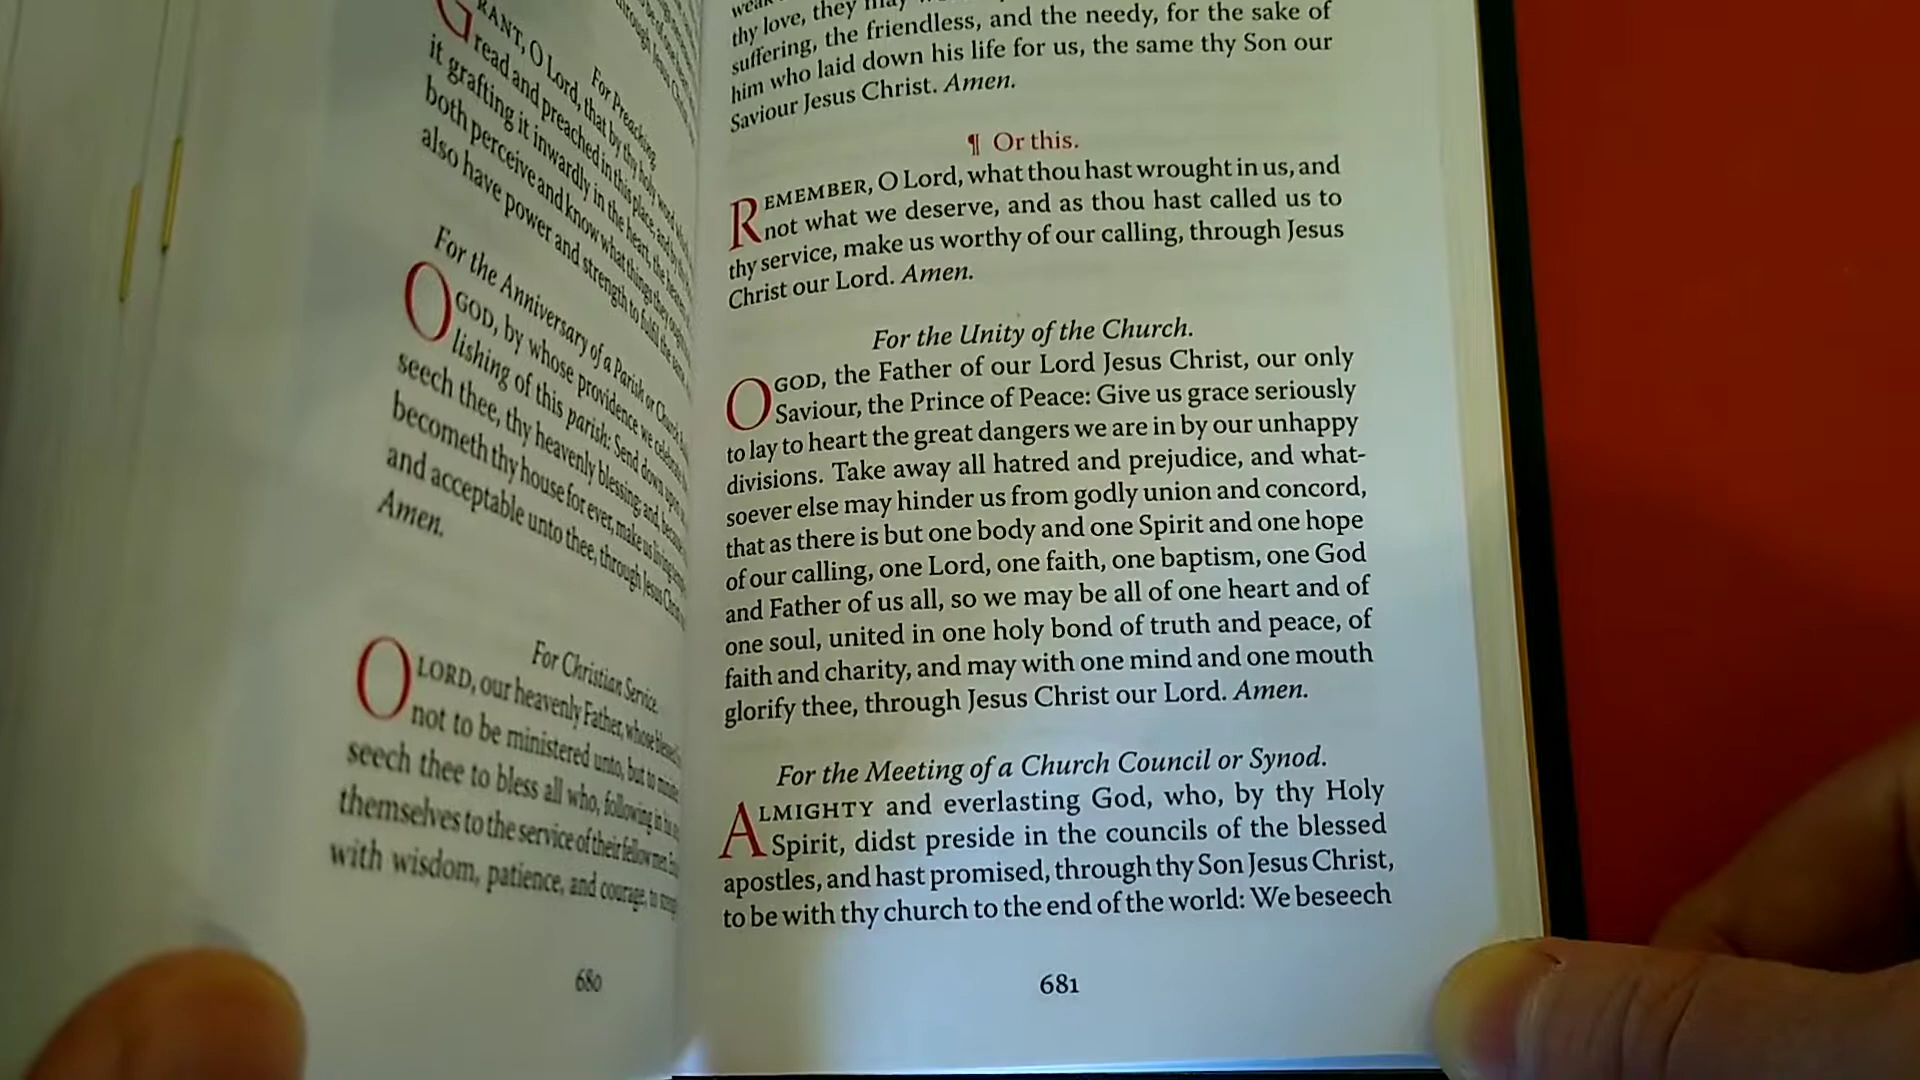 For Preaching
GRANT, O Lord, that by thy holy word
read and preached in this place, and by
it grafting it inwardly in the heart, the
both perceive and know what things they
also have power and strength to fulfil the
For the Anniversary of a Parish or Church
O GOD, by whose providence we celebrate
lishing of this parish: Send down upon
seech thee, thy heavenly blessing; and,
becometh thy house for ever, make us living
and acceptable unto thee, through Jesus
Amen.
For Christian Service.
O LORD, our heavenly Father, whose blessed
not to be ministered unto, but to
seech thee to bless all who, following in
themselves to the service of their fellow men
with wisdom, patience, and courage, to
680
thy love, they may
suffering, the friendless, and the needy, for the sake of
him who laid down his life for us, the same thy Son our
Saviour Jesus Christ. Amen.
¶ Or this.
REMEMBER, O Lord, what thou hast wrought in us, and
not what we deserve, and as thou hast called us to
thy service, make us worthy of our calling, through Jesus
Christ our Lord. Amen.
For the Unity of the Church.
O GOD, the Father of our Lord Jesus Christ, our only
Saviour, the Prince of Peace: Give us grace seriously
to lay to heart the great dangers we are in by our unhappy
divisions. Take away all hatred and prejudice, and what-
soever else may hinder us from godly union and concord,
that as there is but one body and one Spirit and one hope
of our calling, one Lord, one faith, one baptism, one God
and Father of us all, so we may be all of one heart and of
one soul, united in one holy bond of truth and peace, of
faith and charity, and may with one mind and one mouth
glorify thee, through Jesus Christ our Lord. Amen.
For the Meeting of a Church Council or Synod.
ALMIGHTY and everlasting God, who, by thy Holy
Spirit, didst preside in the councils of the blessed
apostles, and hast promised, through thy Son Jesus Christ,
to be with thy church to the end of the world: We beseech
681